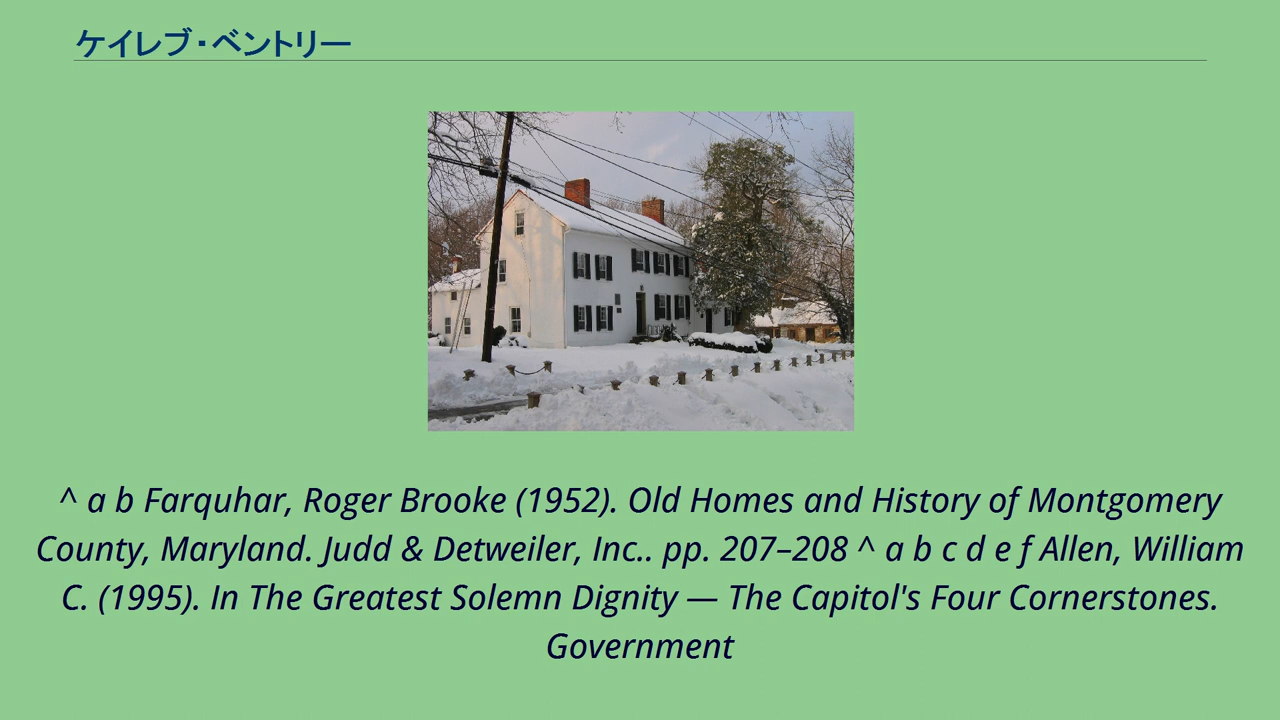 ケイレブ・ベントリー
^ a b Farquhar, Roger Brooke (1952). Old Homes and History of Montgomery
County, Maryland. Judd & Detweiler, Inc.. pp. 207–208 ^ a b c d e f Allen, William
C. (1995). In The Greatest Solemn Dignity — The Capitol's Four Cornerstones.
Government